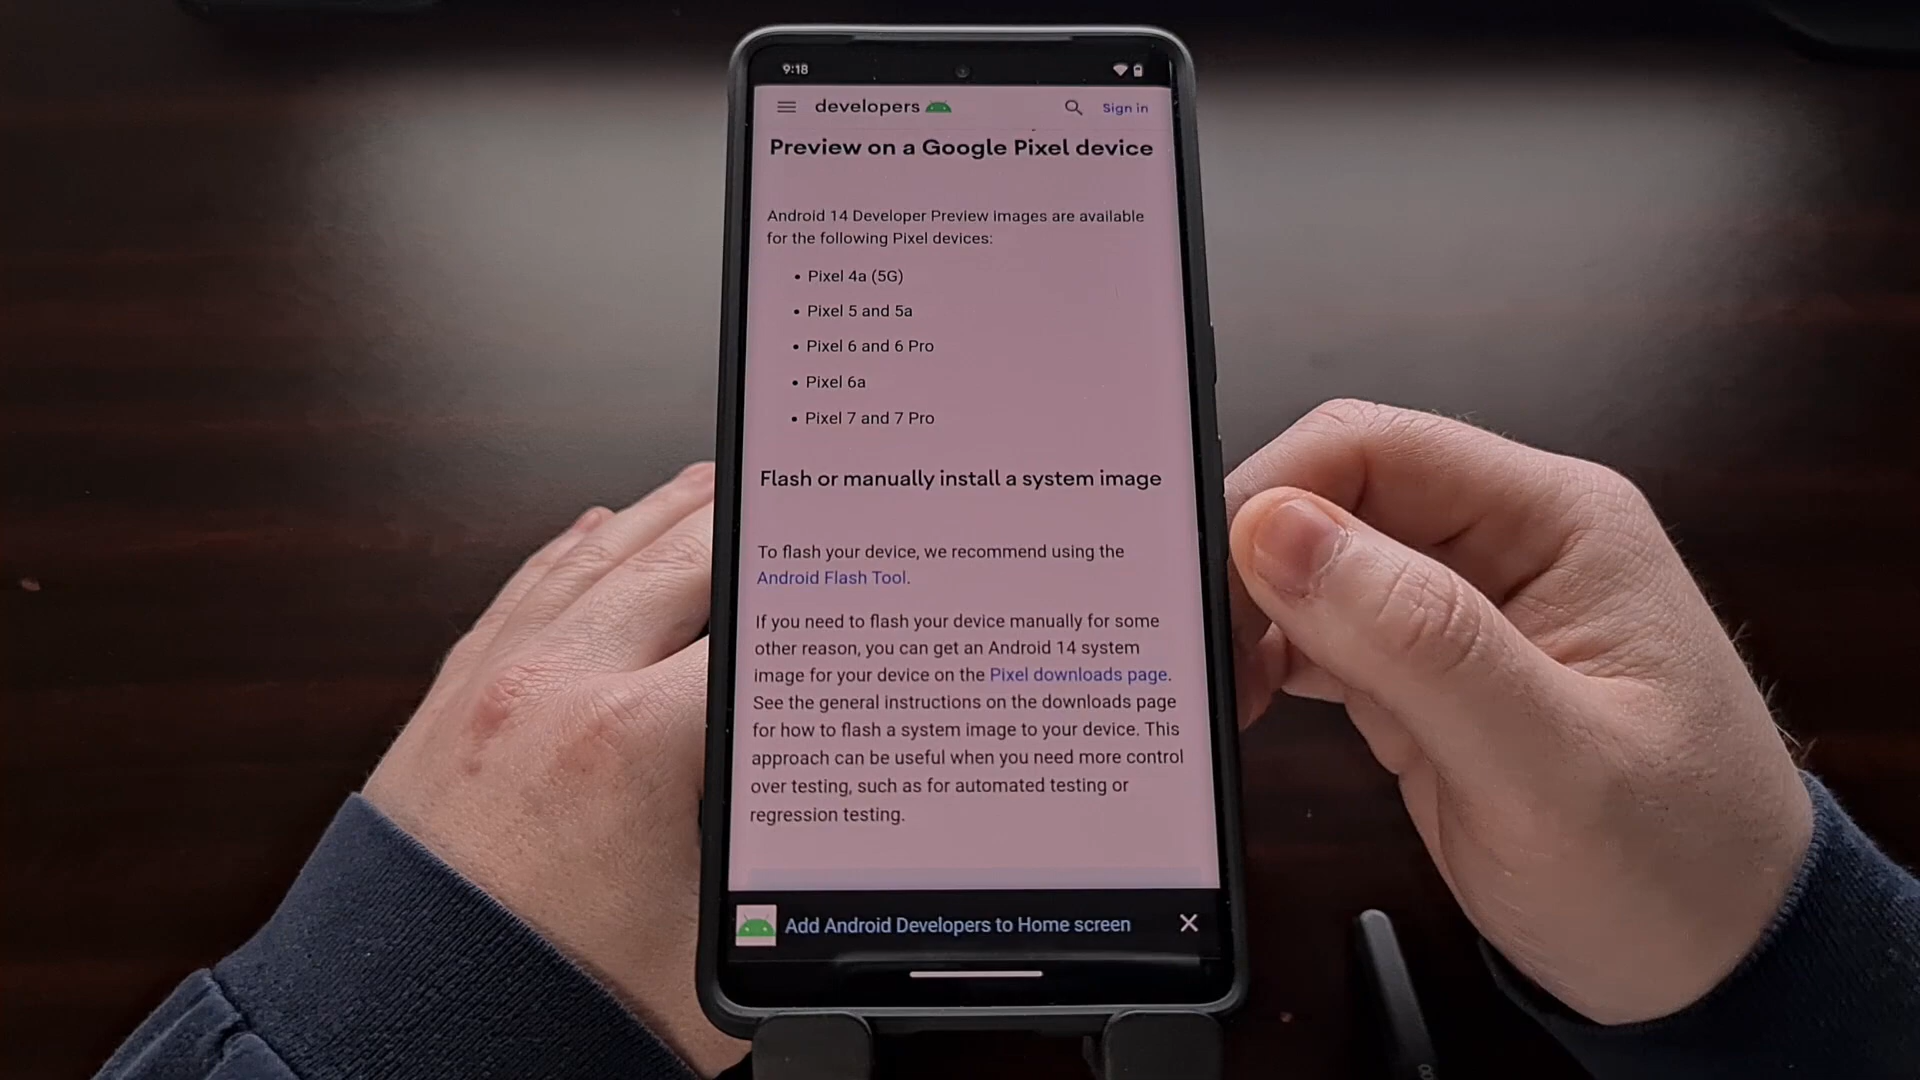 9:18
developers
Sign in
Preview on a Google Pixel device
Android 14 Developer Preview images are available
for the following Pixel devices:
• Pixel 4a (5G)
• Pixel 5 and 5a
• Pixel 6 and 6 Pro
• Pixel 6a
• Pixel 7 and 7 Pro
Flash or manually install a system image
To flash your device, we recommend using the
Android Flash Tool.
If you need to flash your device manually for some
other reason, you can get an Android 14 system
image for your device on the Pixel downloads page.
See the general instructions on the downloads page
for how to flash a system image to your device. This
approach can be useful when you need more control
over testing, such as for automated testing or
regression testing.
Add Android Developers to Home screen